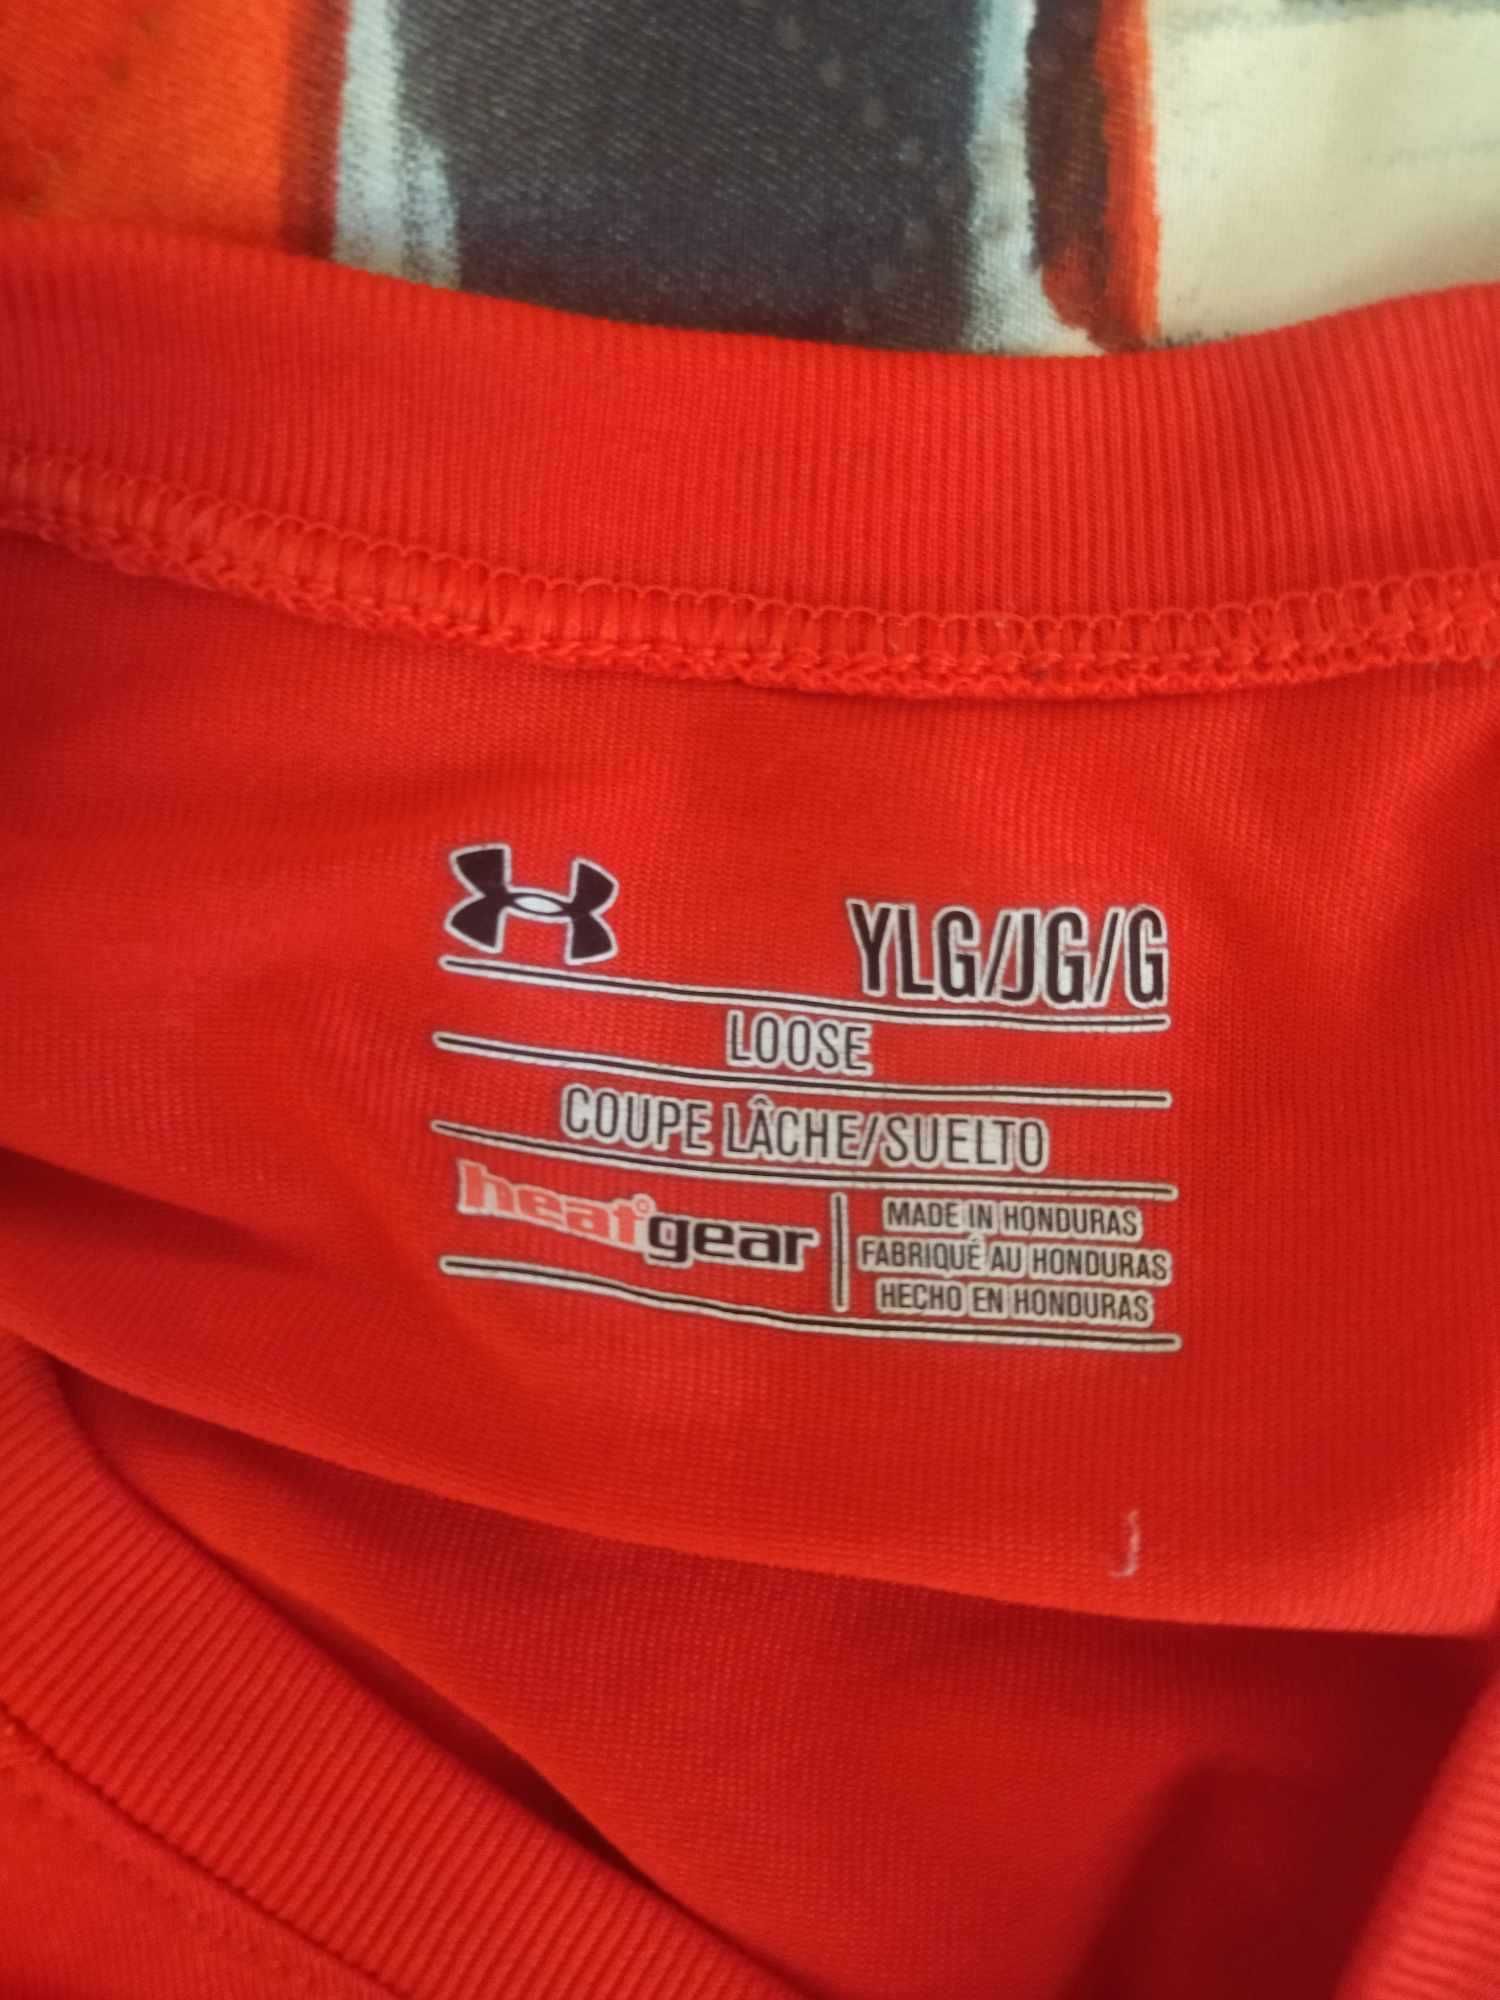 YLG/JG/G
LOOSE
COUPE LÂCHE/SUELTO
heatgear
MADE IN HONDURAS
FABRIQUÉ AU HONDURAS
HECHO EN HONDURAS